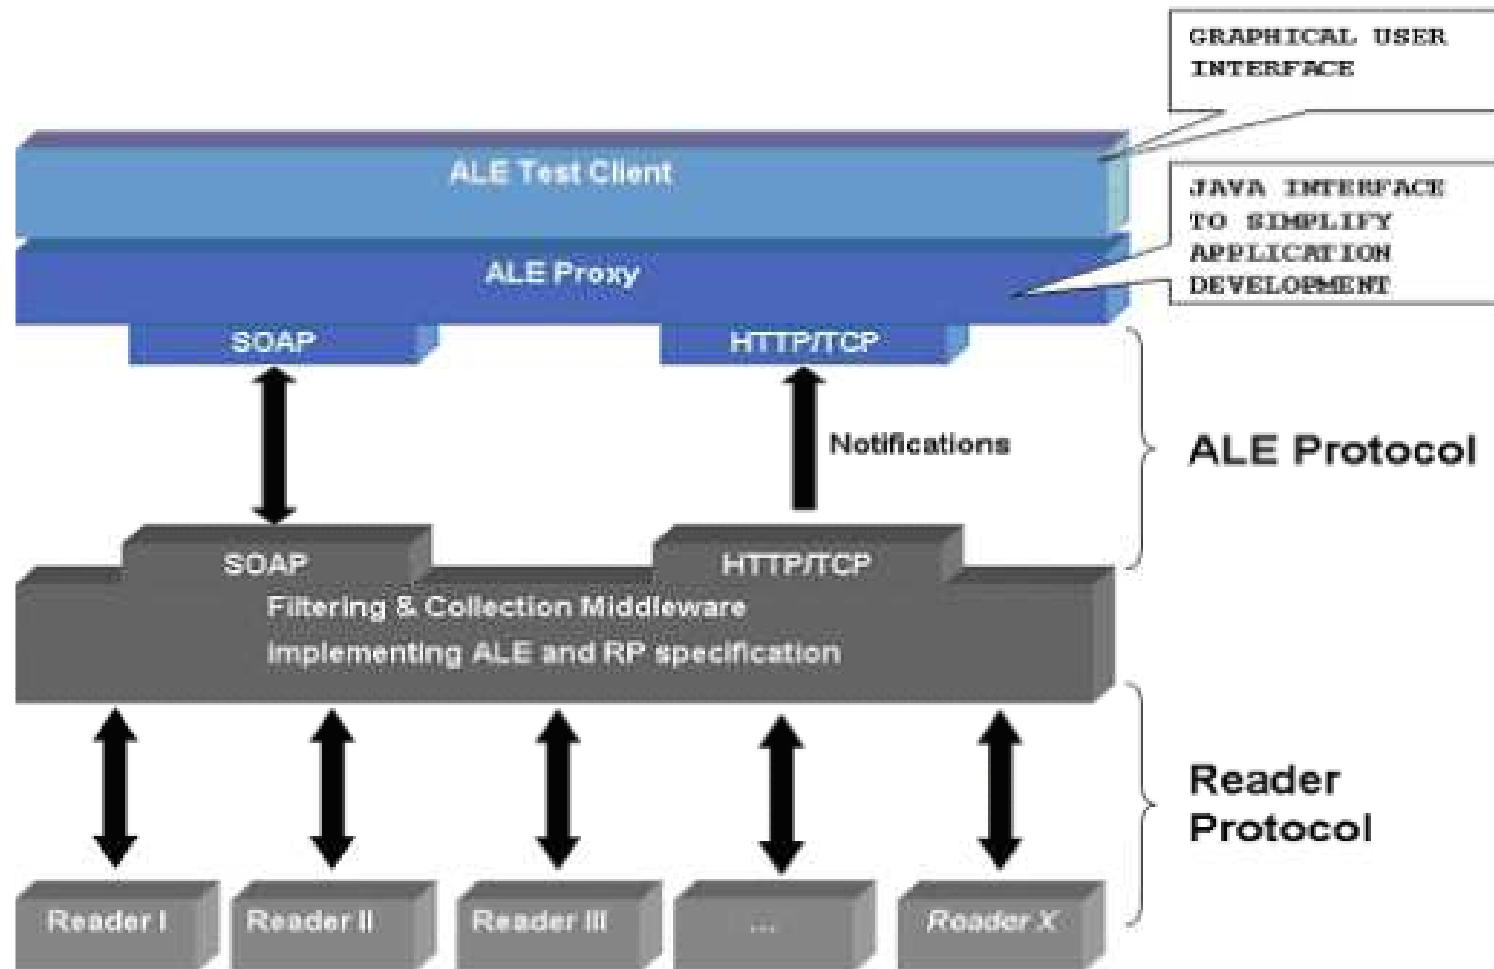 GRAPHICAL USER
INTERFACE
ALE Test Client
JAVA INTERFACE
TO SIMPLIFY
APPLICATION
DEVELOPMENT
ALE Proxy
SOAP
HTTP/TCP
Notifications
ALE Protocol
SOAP
HTTP/TCP
Filtering & Collection Middleware
implementing ALE and RP specification
Reader
Protocol
Reader I
Reader II
Reader III
...
Reader X